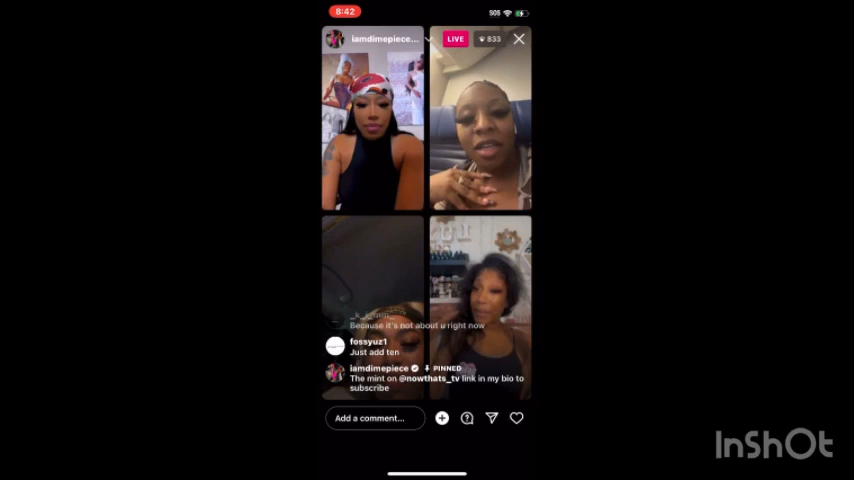 8:42
SOS
iamdimepiece...
LIVE
833
Because it's not about u right now
fossyuz1
Just add ten
iamdimepiece PINNED
The mint on @nowthats_tv link in my bio to
subscribe
Add a comment...
InShOt